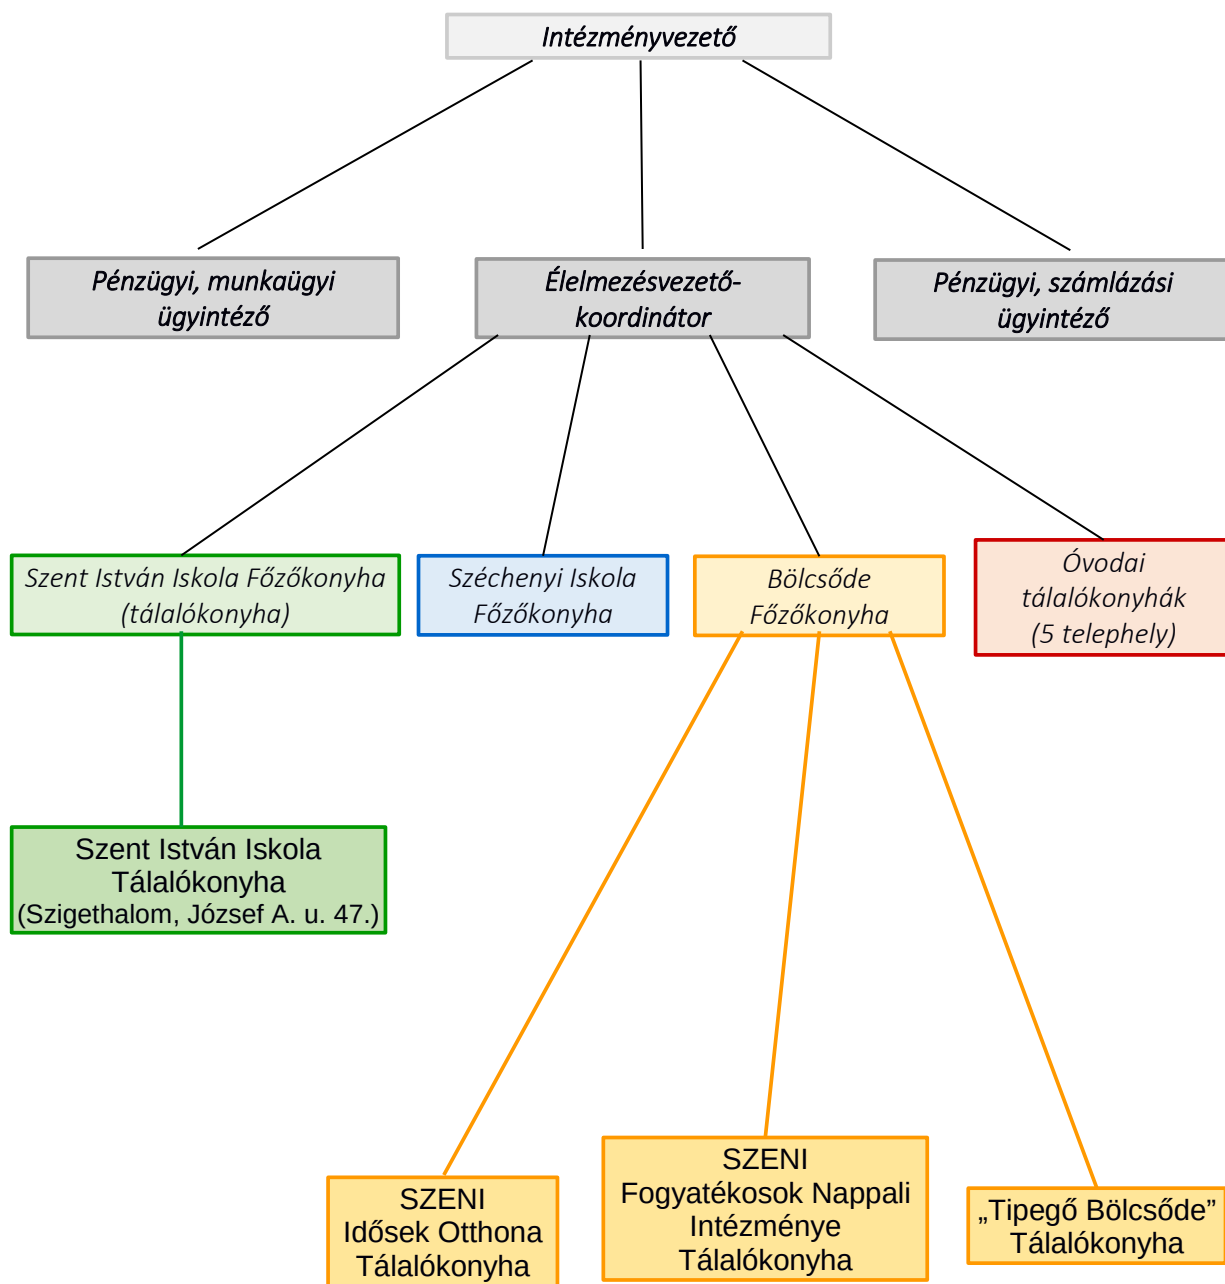 Intézményvezető
Pénzügyi, munkaügyi
ügyintéző
Élelmezésvezető-
koordinátor
Pénzügyi, számlázási
ügyintéző
Szent István Iskola Főzőkonyha
(tálalókonyha)
Széchenyi Iskola
Főzőkonyha
Bölcsőde
Főzőkonyha
Óvodai
tálalókonyhák
(5 telephely)
Szent István Iskola
Tálalókonyha
(Szigethalom, József A. u. 47.)
SZENI
Idősek Otthona
Tálalókonyha
SZENI
Fogyatékosok Nappali
Intézménye
Tálalókonyha
„Tipegő Bölcsőde”
Tálalókonyha